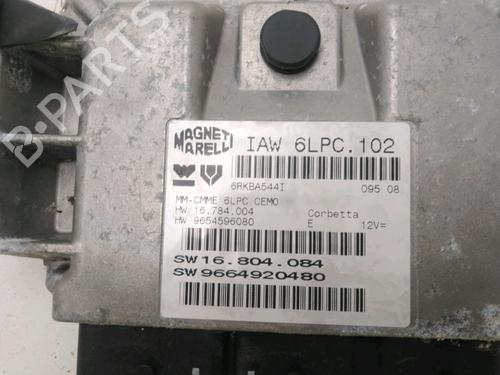 B-PARTS
MAGNETI MARELLI
IAW 6LPC.102
6RKBA544I 095 08
MM-CMME 6LPC CEMO
HW 16.784.004 Corbetta
HW 9654596080 E 12V=
SW 16.804.084
SW 9664920480